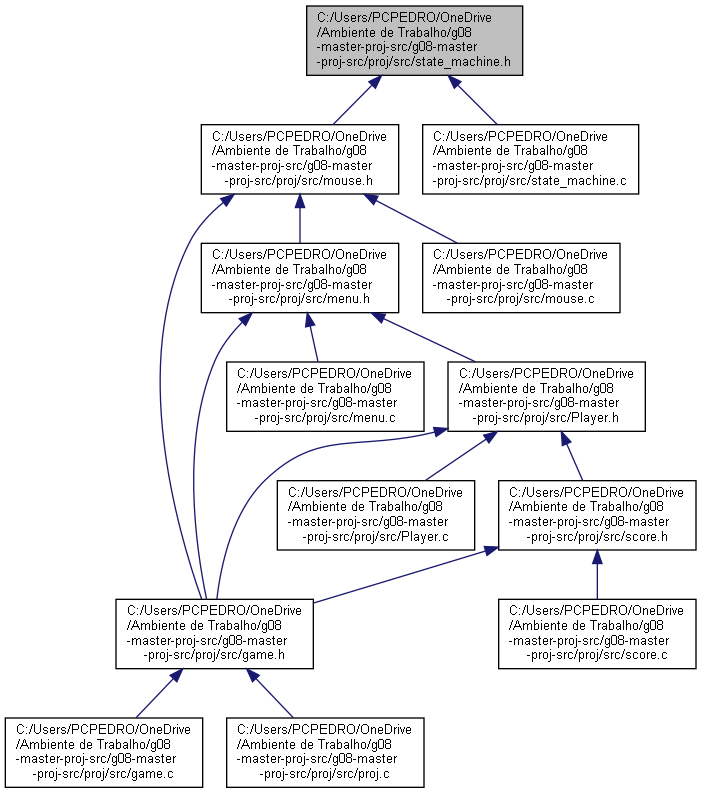 C:/Users/PCPEDRO/OneDrive
/Ambiente de Trabalho/g08
-master-proj-src/g08-master
-proj-src/proj/src/state_machine.h
C:/Users/PCPEDRO/OneDrive
/Ambiente de Trabalho/g08
-master-proj-src/g08-master
-proj-src/proj/src/mouse.h
C:/Users/PCPEDRO/OneDrive
/Ambiente de Trabalho/g08
-master-proj-src/g08-master
-proj-src/proj/src/state_machine.c
C:/Users/PCPEDRO/OneDrive
/Ambiente de Trabalho/g08
-master-proj-src/g08-master
-proj-src/proj/src/menu.h
C:/Users/PCPEDRO/OneDrive
/Ambiente de Trabalho/g08
-master-proj-src/g08-master
-proj-src/proj/src/mouse.c
C:/Users/PCPEDRO/OneDrive
/Ambiente de Trabalho/g08
-master-proj-src/g08-master
-proj-src/proj/src/menu.c
C:/Users/PCPEDRO/OneDrive
/Ambiente de Trabalho/g08
-master-proj-src/g08-master
-proj-src/proj/src/Player.h
C:/Users/PCPEDRO/OneDrive
/Ambiente de Trabalho/g08
-master-proj-src/g08-master
-proj-src/proj/src/Player.c
C:/Users/PCPEDRO/OneDrive
/Ambiente de Trabalho/g08
-master-proj-src/g08-master
-proj-src/proj/src/score.h
C:/Users/PCPEDRO/OneDrive
/Ambiente de Trabalho/g08
-master-proj-src/g08-master
-proj-src/proj/src/game.h
C:/Users/PCPEDRO/OneDrive
/Ambiente de Trabalho/g08
-master-proj-src/g08-master
-proj-src/proj/src/score.c
C:/Users/PCPEDRO/OneDrive
/Ambiente de Trabalho/g08
-master-proj-src/g08-master
-proj-src/proj/src/game.c
C:/Users/PCPEDRO/OneDrive
/Ambiente de Trabalho/g08
-master-proj-src/g08-master
-proj-src/proj/src/proj.c